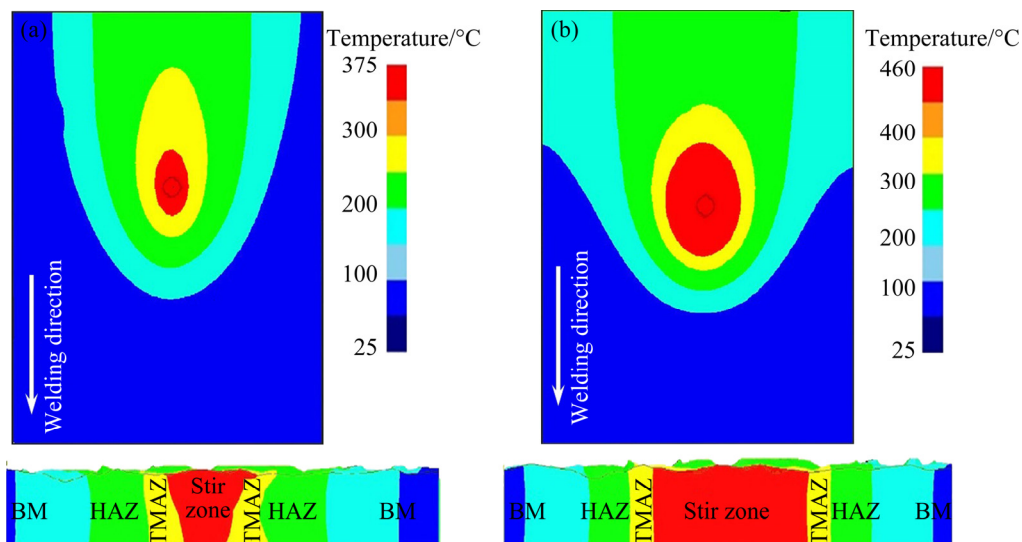 (a)
Temperature/°C
375
300
200
100
25
Welding direction
(b)
Temperature/°C
460
400
300
200
100
25
Welding direction
BM
HAZ
TMAZ
Stir
zone
TMAZ
HAZ
BM
BM
HAZ
TMAZ
Stir zone
TMAZ
HAZ
BM